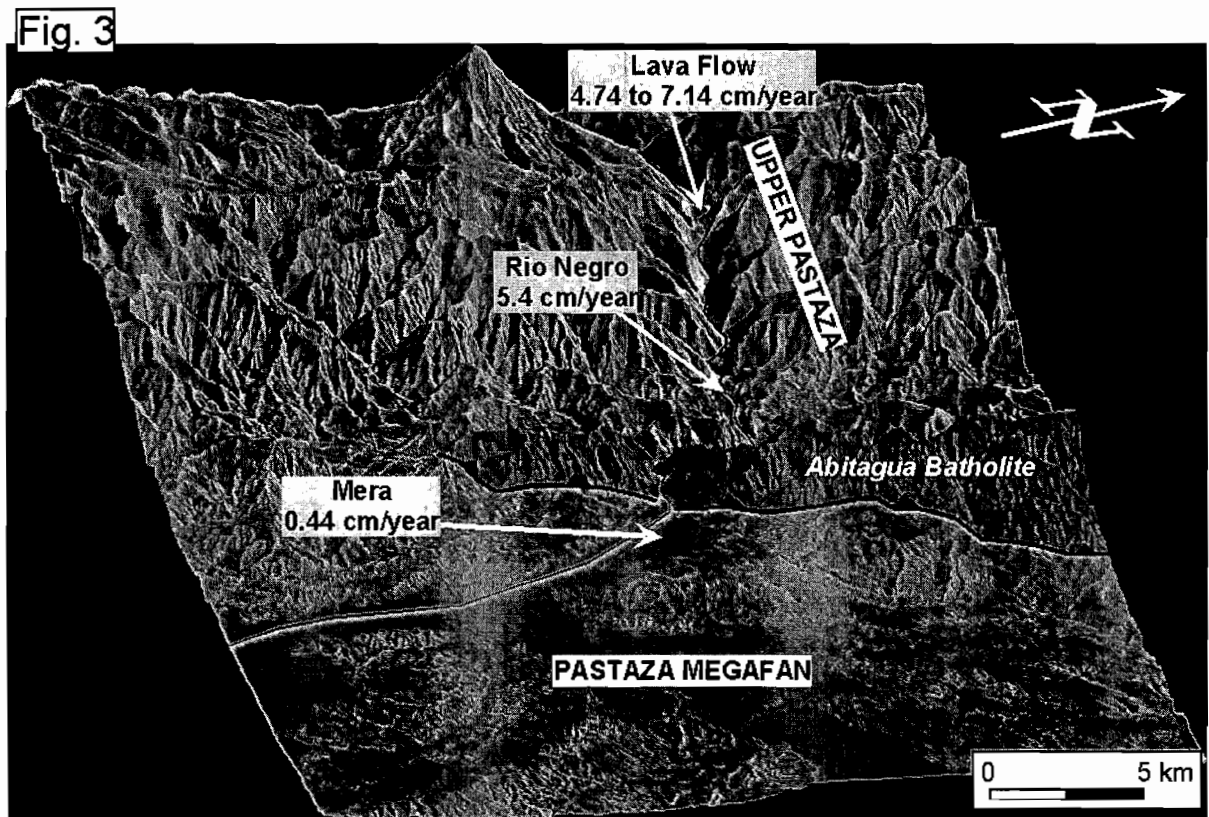 Fig. 3
Lava Flow
4.74 to 7.14 cm/year
N
UPPER PASTAZA
Rio Negro
5.4 cm/year
Abitagua Batholite
Mera
0.44 cm/year
PASTAZA MEGAFAN
0 5 km